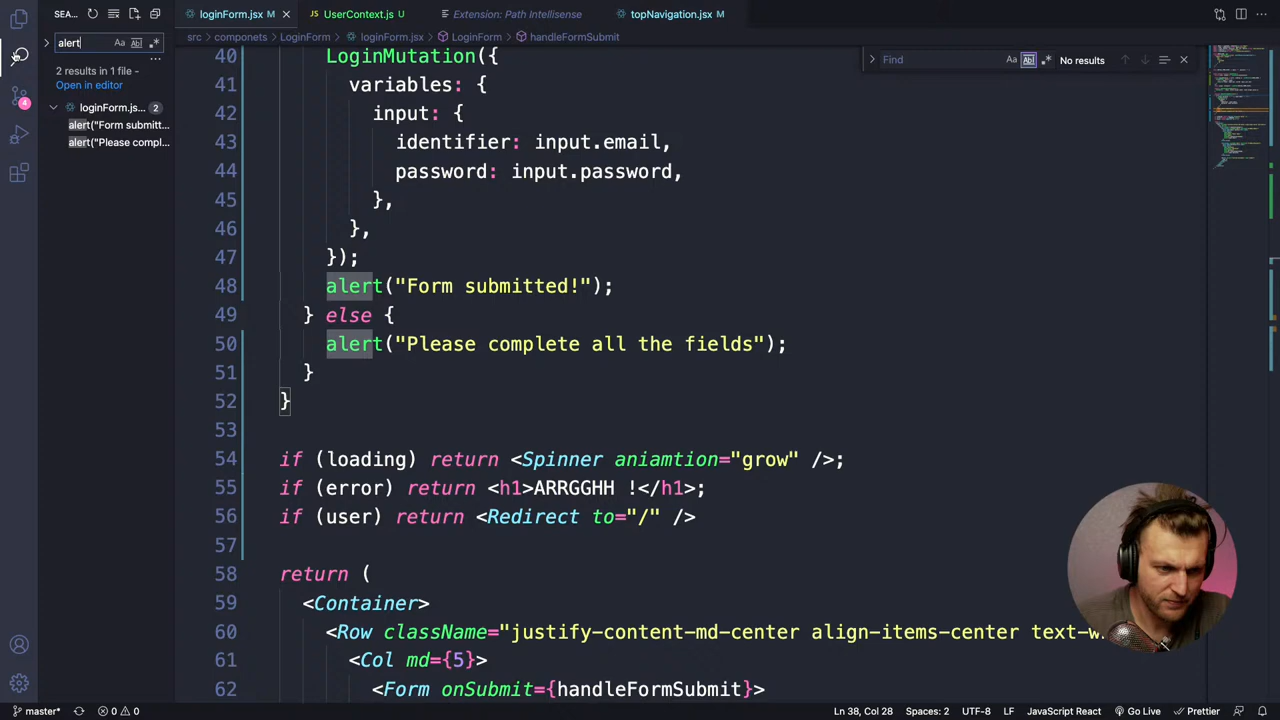 SEA... loginForm.jsx M UserContext.js M Extension: Path Intellisense topNavigation.jsx M
alert Aa ab src > componets > LoginForm > loginForm.jsx > LoginForm > handleFormSubmit
Find Aa ab No results
2 results in 1 file -
Open in editor
loginForm.js... 2
alert("Form submitt...
alert("Please compl...
4
40 LoginMutation({
41 variables: {
42 input: {
43 identifier: input.email,
44 password: input.password,
45 },
46 },
47 });
48 alert("Form submitted!");
49 } else {
50 alert("Please complete all the fields");
51 }
52 }
53
54 if (loading) return <Spinner aniamtion="grow" />;
55 if (error) return <h1>ARRGGHH !</h1>;
56 if (user) return <Redirect to="/" />
57
58 return (
59 <Container>
60 <Row className="justify-content-md-center align-items-center text-w
61 <Col md={5}>
62 <Form onSubmit={handleFormSubmit}>
master* 0 0 Ln 38, Col 28 Spaces: 2 UTF-8 LF JavaScript React Go Live Prettier